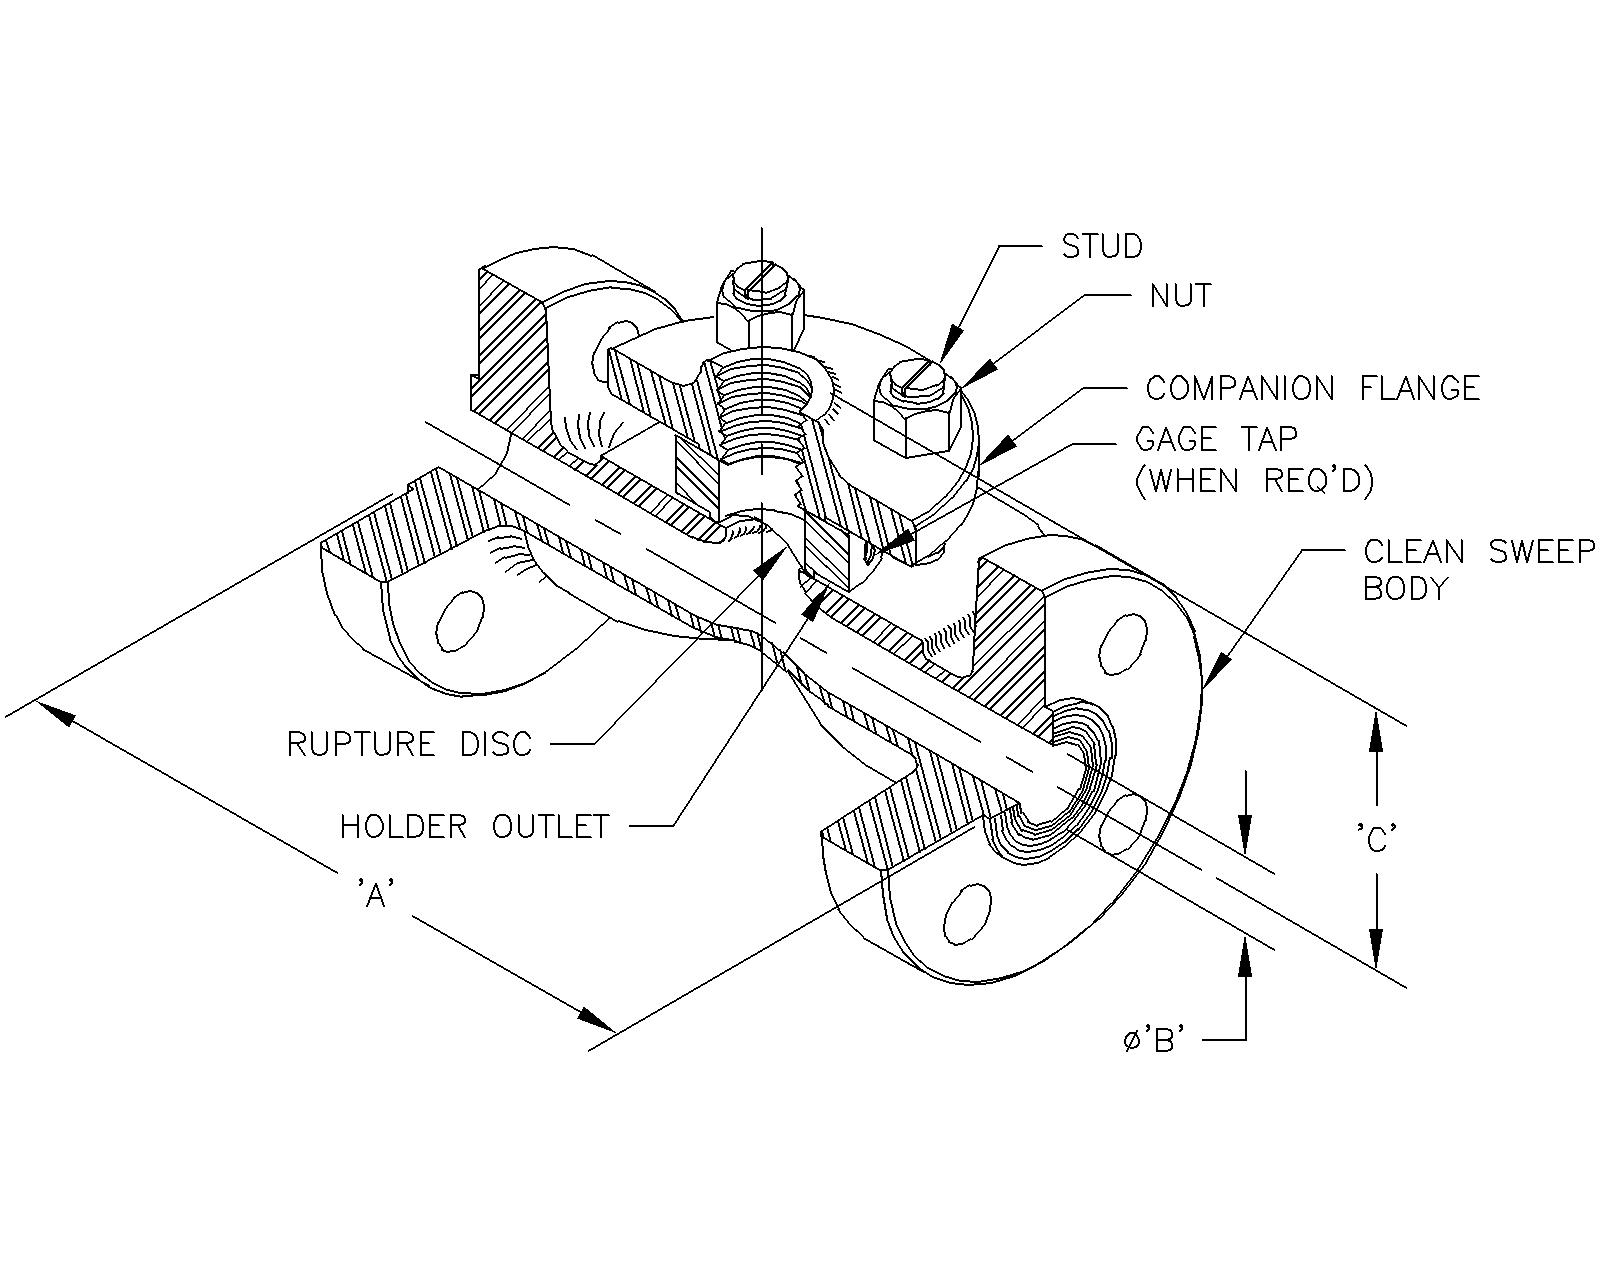 STUD
NUT
COMPANION FLANGE
GAGE TAP
(WHEN REQ'D)
CLEAN SWEEP
BODY
RUPTURE DISC
HOLDER OUTLET
'C'
'A'
ø'B'